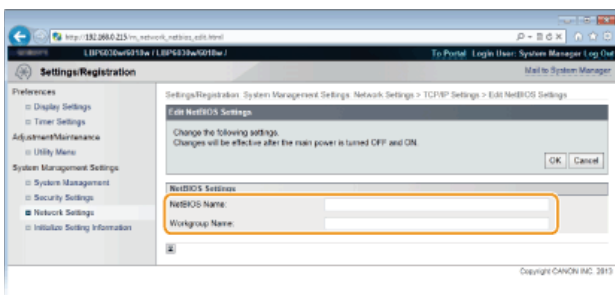 http://192.168.0.215/m_network_netbios_edit.html
LBP6030w/6018w / LBP6030w/6018w /
To Portal Login User: System Manager Log Out
Settings/Registration
Mail to System Manager
Preferences
Display Settings
Timer Settings
Adjustment/Maintenance
Utility Menu
System Management Settings
System Management
Security Settings
Network Settings
Initialize Setting Information
Settings/Registration: System Management Settings: Network Settings > TCP/IP Settings > Edit NetBIOS Settings
Edit NetBIOS Settings
Change the following settings.
Changes will be effective after the main power is turned OFF and ON.
OK Cancel
NetBIOS Settings
NetBIOS Name:
Workgroup Name:
Copyright CANON INC. 2013